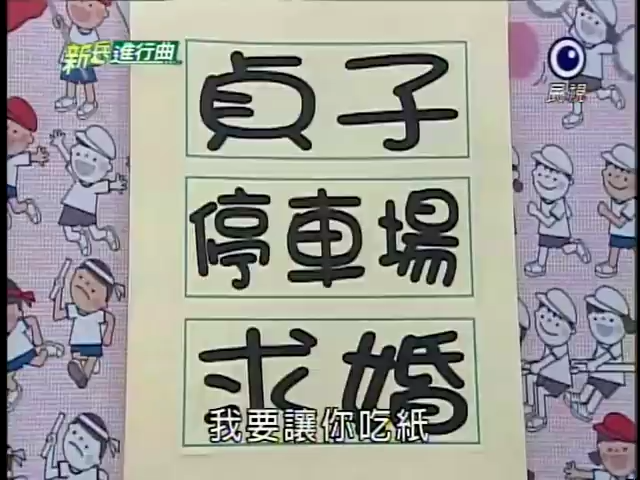 新兵進行曲
民視
貞子
停車場
求婚
我要讓你吃紙